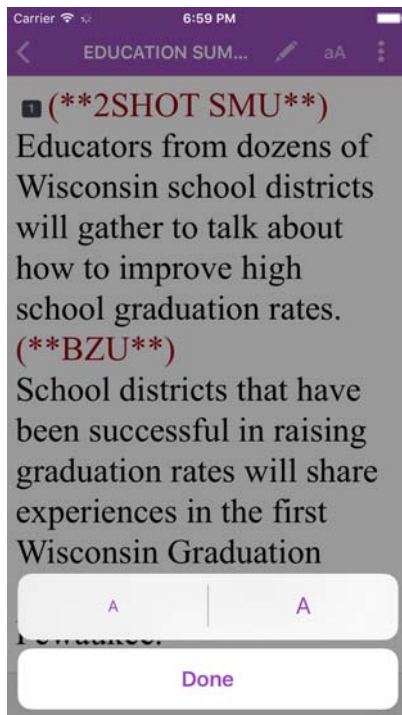 Carrier 6:59 PM
EDUCATION SUM... aA
1 (**2SHOT SMU**)
Educators from dozens of
Wisconsin school districts
will gather to talk about
how to improve high
school graduation rates.
(**BZU**)
School districts that have
been successful in raising
graduation rates will share
experiences in the first
Wisconsin Graduation
A A
Done